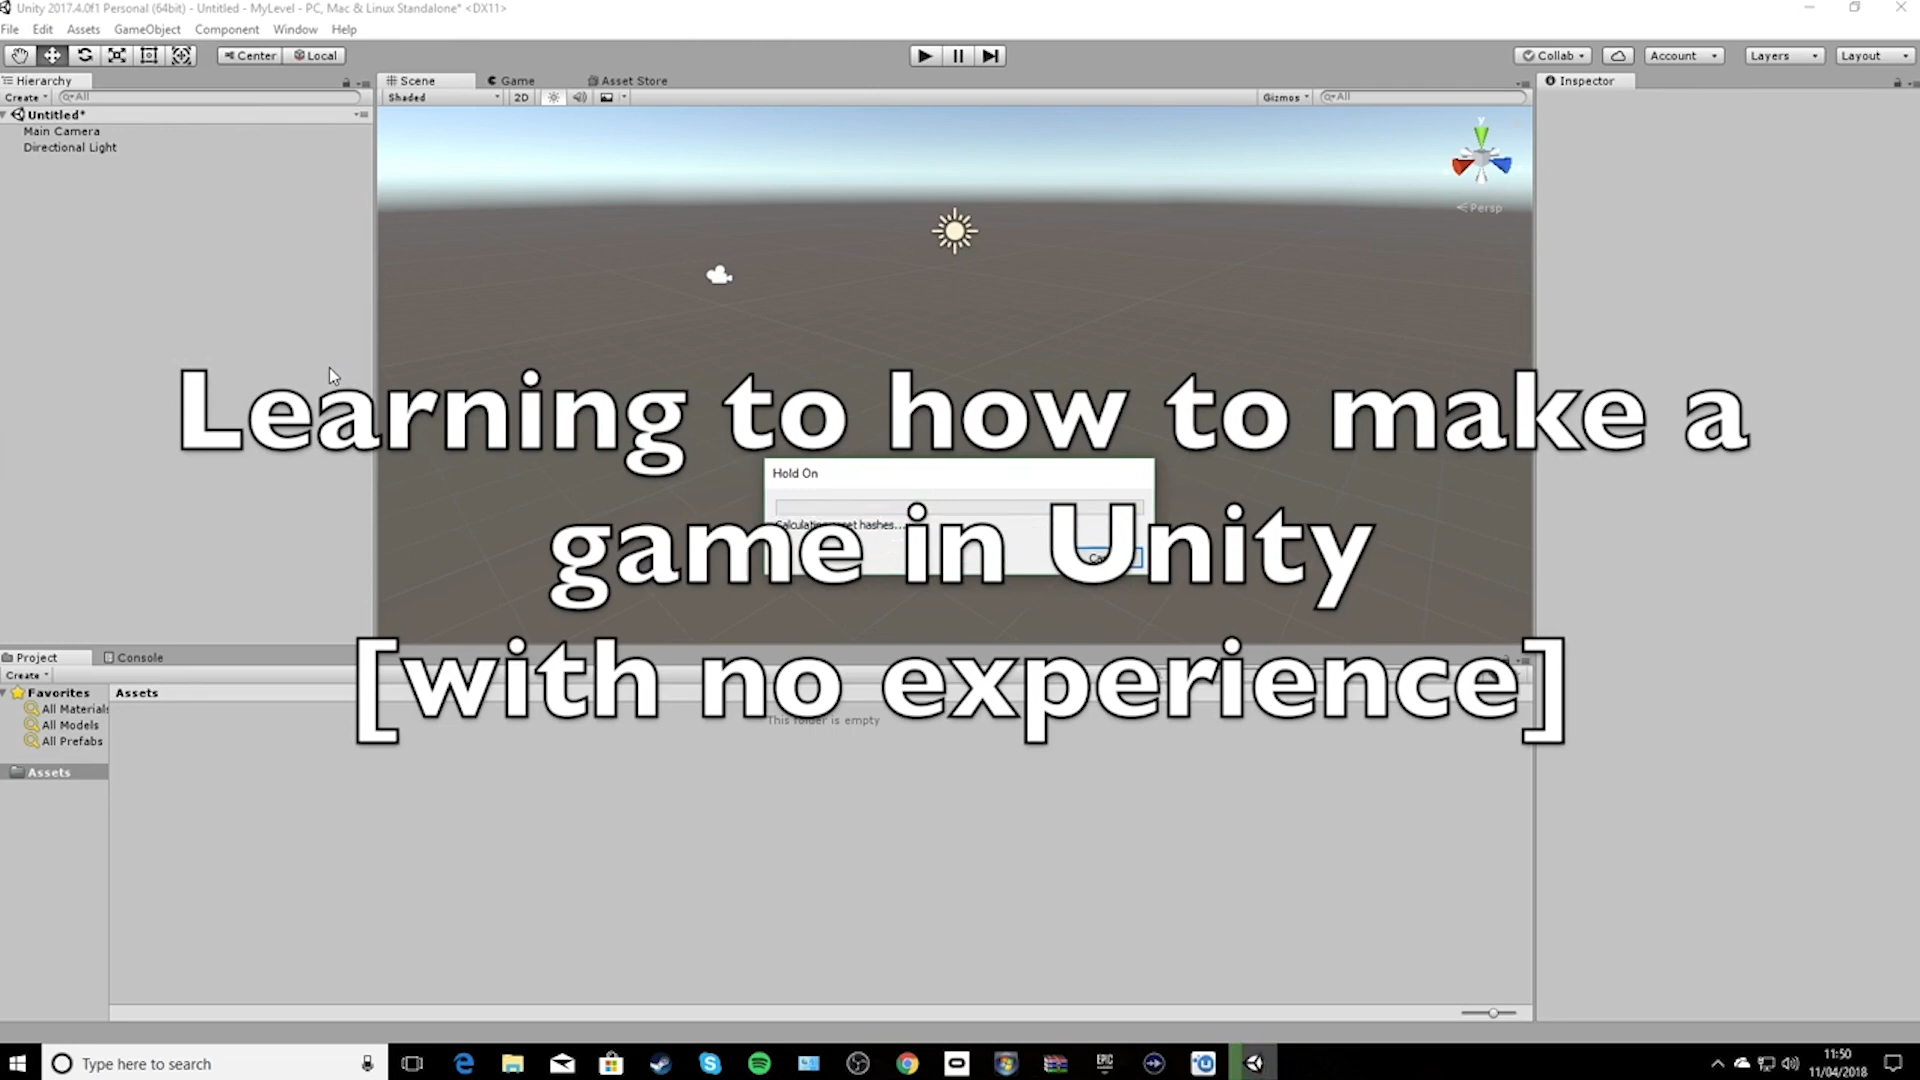 Unity 2017.4.0f1 Personal (64bit) - Untitled - MyLevel - PC, Mac & Linux Standalone* <DX11>
File Edit Assets GameObject Component Window Help
Center Local Collab Account Layers Layout
Hierarchy Scene Game Asset Store Inspector
Create All Shaded 2D Gizmos All
Untitled*
Main Camera
Directional Light
y
Persp
Learning to how to make a
Hold On
game in Unity
[with no experience]
Project Console
Create
Favorites Assets
All Materials
All Models
All Prefabs
This folder is empty
Assets
Type here to search
EPIC
11:50
11/04/2018